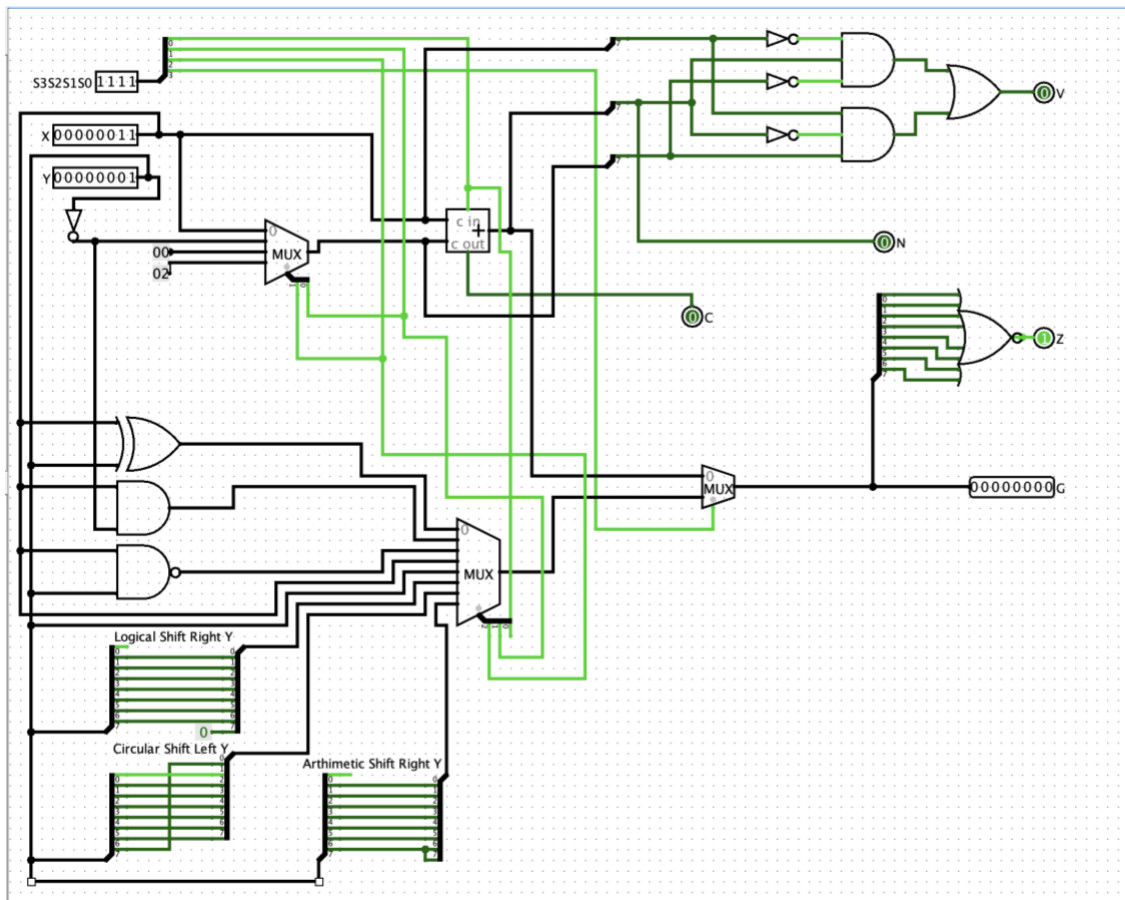 S3S2S1S0 1111
X 00000011
Y 00000001
00
02
0
MUX
c in
+
c out
V
N
C
Z
0
MUX
00000000 G
0
MUX
Logical Shift Right Y
0
Circular Shift Left Y
Arthimetic Shift Right Y